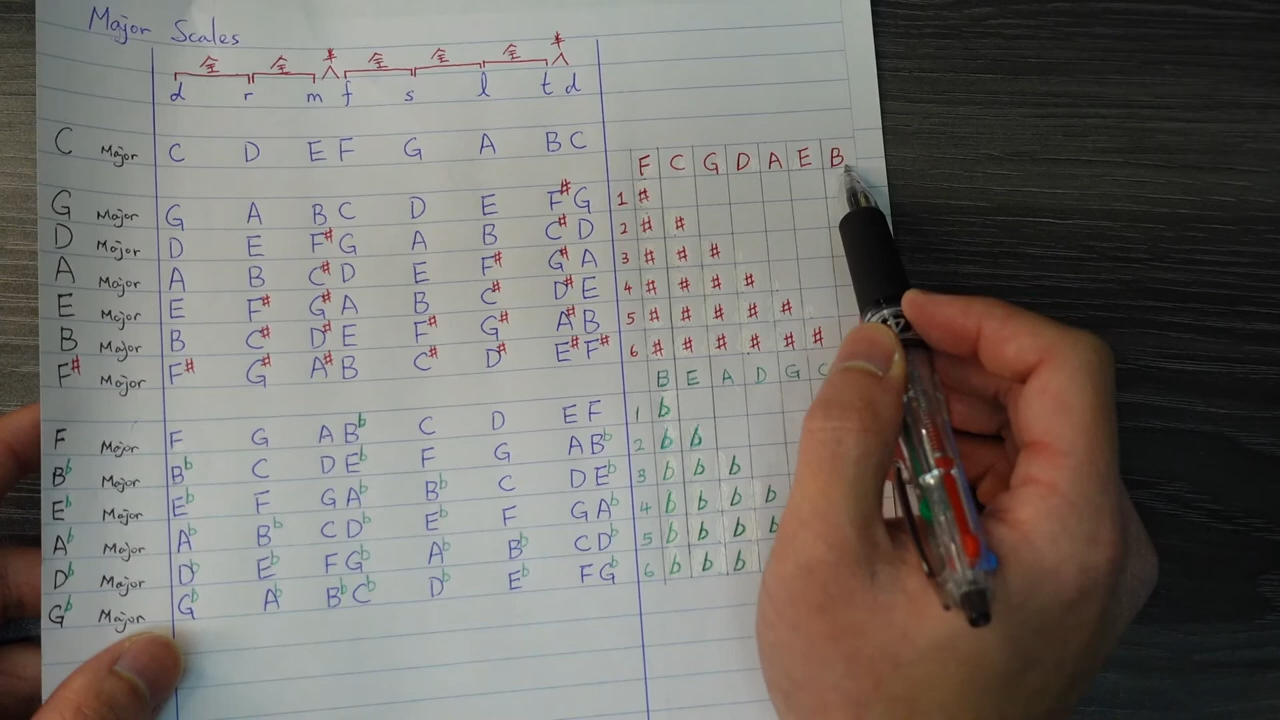 Major Scales
全 全 半 全 全 全 半
d r m f s l t d
C Major C D E F G A B C
F C G D A E B
G Major G A B C D E F# G 1 #
D Major D E F# G A B C# D 2 # #
A Major A B C# D E F# G# A 3 # # #
E Major E F# G# A B C# D# E 4 # # # #
B Major B C# D# E F# G# A# B 5 # # # # #
F# Major F# G# A# B C# D# E# F# 6 # # # # # #
B E A D G C
F Major F G A Bb C D E F 1 b
Bb Major Bb C D Eb F G A Bb 2 b b
Eb Major Eb F G Ab Bb C D Eb 3 b b b
Ab Major Ab Bb C Db Eb F G Ab 4 b b b b
Db Major Db Eb F Gb Ab Bb C Db 5 b b b b
Gb Major Gb Ab Bb Cb Db Eb F Gb 6 b b b